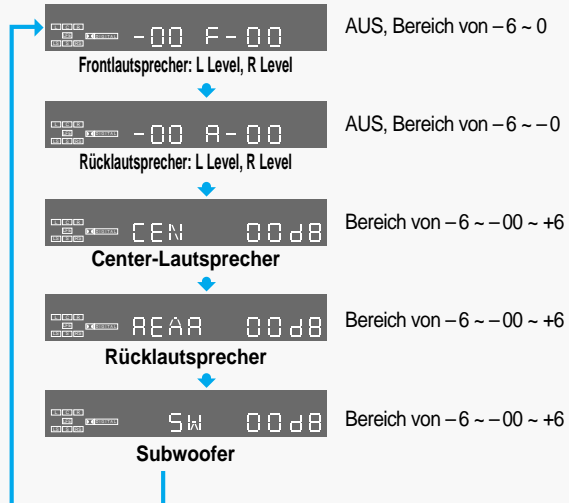 -00 F-00
AUS, Bereich von –6 ~ 0
Frontlautsprecher: L Level, R Level
-00 R-00
AUS, Bereich von –6 ~ –0
Rücklautsprecher: L Level, R Level
CEN 00dB
Bereich von –6 ~ –00 ~ +6
Center-Lautsprecher
REAR 00dB
Bereich von –6 ~ –00 ~ +6
Rücklautsprecher
SW 00dB
Bereich von –6 ~ –00 ~ +6
Subwoofer